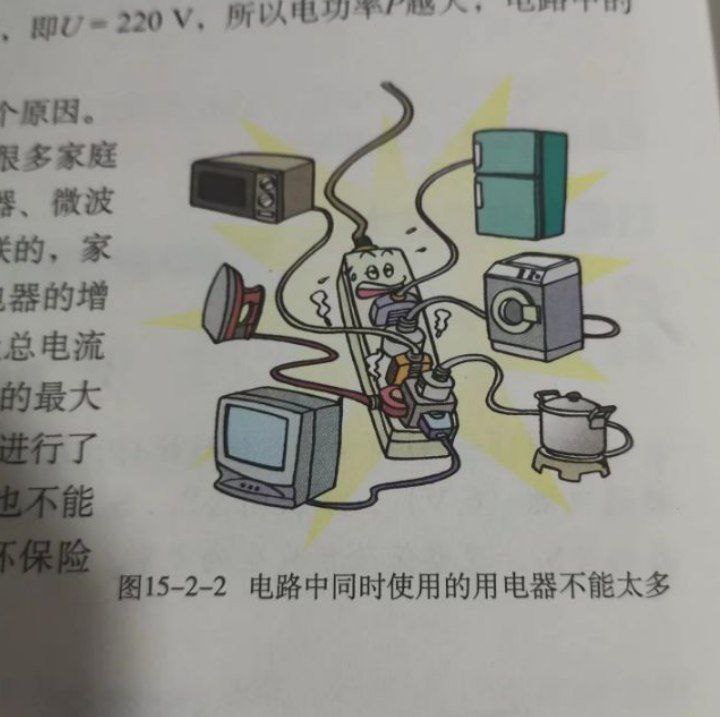 ，即U = 220 V，所以电功率P越大，电路中的
个原因。
很多家庭
器、微波
联的，家
电器的增
总电流
的最大
进行了
也不能
坏保险
图15-2-2 电路中同时使用的用电器不能太多